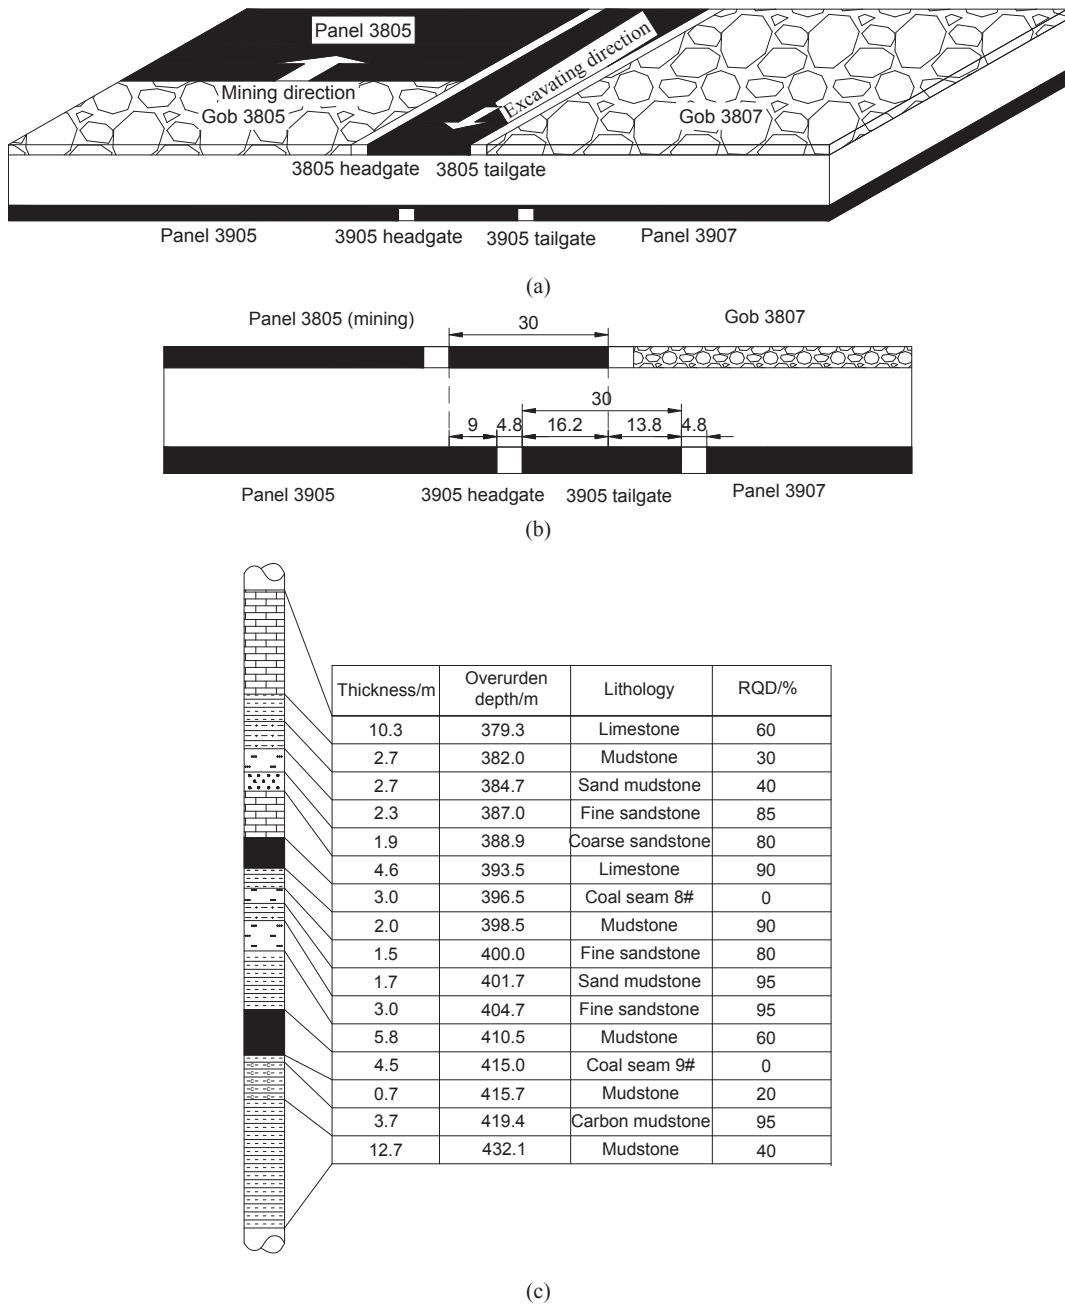 Panel 3805
Mining direction
Gob 3805
Excavating direction
Gob 3807
3805 headgate 3805 tailgate
Panel 3905 3905 headgate 3905 tailgate Panel 3907
(a)
Panel 3805 (mining) 30 Gob 3807
30
9 4.8 16.2 13.8 4.8
Panel 3905 3905 headgate 3905 tailgate Panel 3907
(b)
Thickness/m Overurden depth/m Lithology RQD/%
10.3 379.3 Limestone 60
2.7 382.0 Mudstone 30
2.7 384.7 Sand mudstone 40
2.3 387.0 Fine sandstone 85
1.9 388.9 Coarse sandstone 80
4.6 393.5 Limestone 90
3.0 396.5 Coal seam 8# 0
2.0 398.5 Mudstone 90
1.5 400.0 Fine sandstone 80
1.7 401.7 Sand mudstone 95
3.0 404.7 Fine sandstone 95
5.8 410.5 Mudstone 60
4.5 415.0 Coal seam 9# 0
0.7 415.7 Mudstone 20
3.7 419.4 Carbon mudstone 95
12.7 432.1 Mudstone 40
(c)